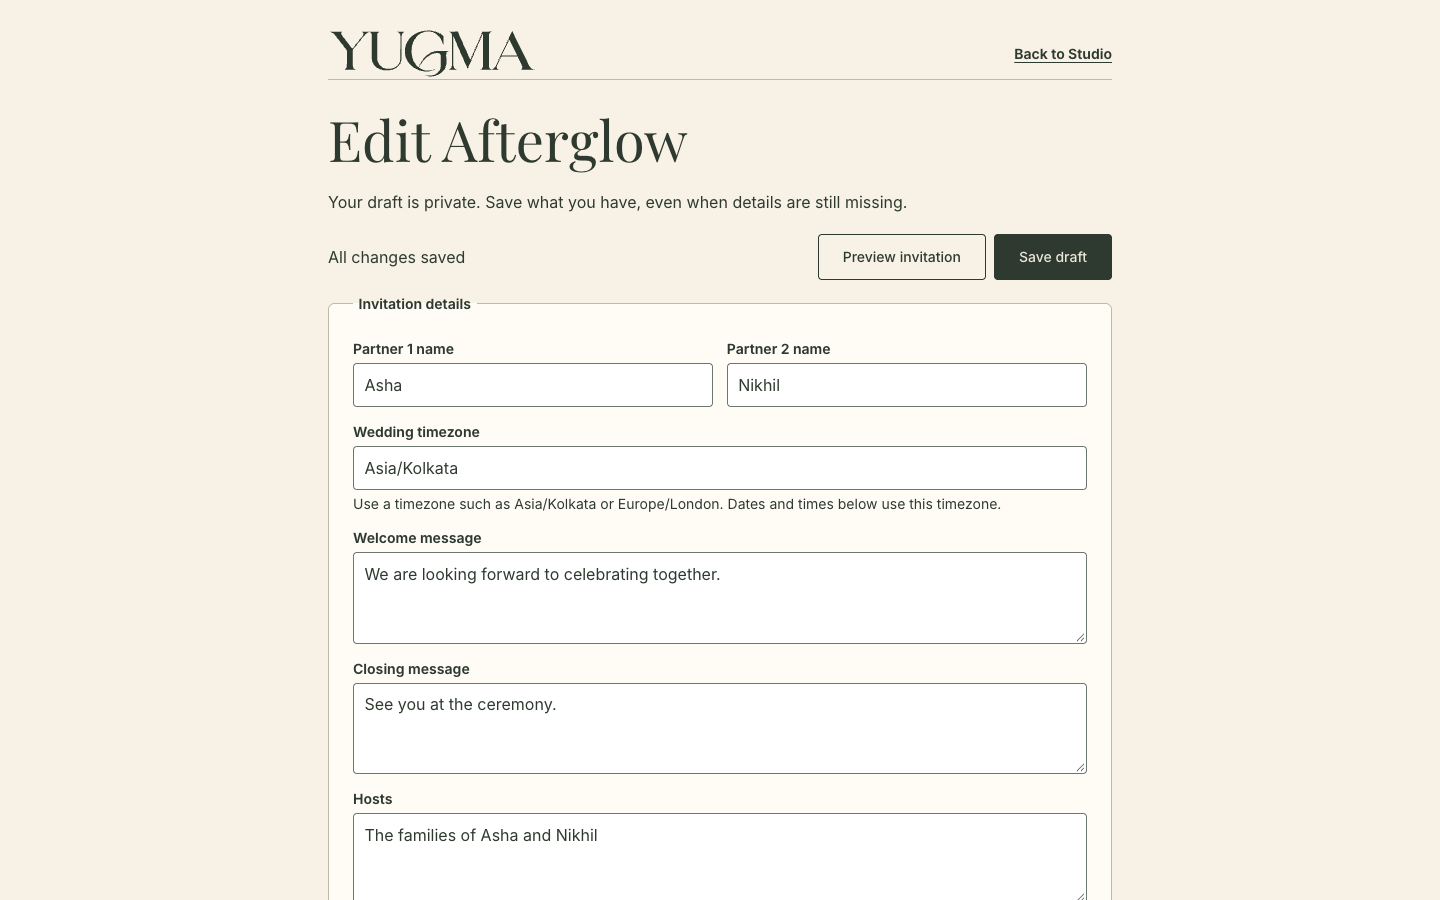 YUGMA
Back to Studio
Edit Afterglow
Your draft is private. Save what you have, even when details are still missing.
All changes saved
Preview invitation
Save draft
Invitation details
Partner 1 name
Partner 2 name
Asha
Nikhil
Wedding timezone
Asia/Kolkata
Use a timezone such as Asia/Kolkata or Europe/London. Dates and times below use this timezone.
Welcome message
We are looking forward to celebrating together.
Closing message
See you at the ceremony.
Hosts
The families of Asha and Nikhil